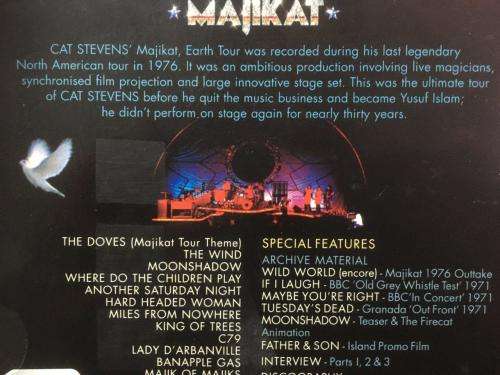 MAJIKAT
CAT STEVENS' Majikat, Earth Tour was recorded during his last legendary
North American tour in 1976. It was an ambitious production involving live magicians,
synchronised film projection and large innovative stage set. This was the ultimate tour
of CAT STEVENS before he quit the music business and became Yusuf Islam;
he didn't perform on stage again for nearly thirty years.
THE DOVES (Majikat Tour Theme)
THE WIND
MOONSHADOW
WHERE DO THE CHILDREN PLAY
ANOTHER SATURDAY NIGHT
HARD HEADED WOMAN
MILES FROM NOWHERE
KING OF TREES
C79
LADY D'ARBANVILLE
BANAPPLE GAS
MAJIK OF MAJIKS
SPECIAL FEATURES
ARCHIVE MATERIAL
WILD WORLD (encore) - Majikat 1976 Outtake
IF I LAUGH - BBC 'Old Grey Whistle Test' 1971
MAYBE YOU'RE RIGHT - BBC'In Concert' 1971
TUESDAY'S DEAD - Granada 'Out Front' 1971
MOONSHADOW - Teaser & The Firecat
Animation
FATHER & SON - Island Promo Film
INTERVIEW - Parts 1, 2 & 3
DISCOGRAPHY